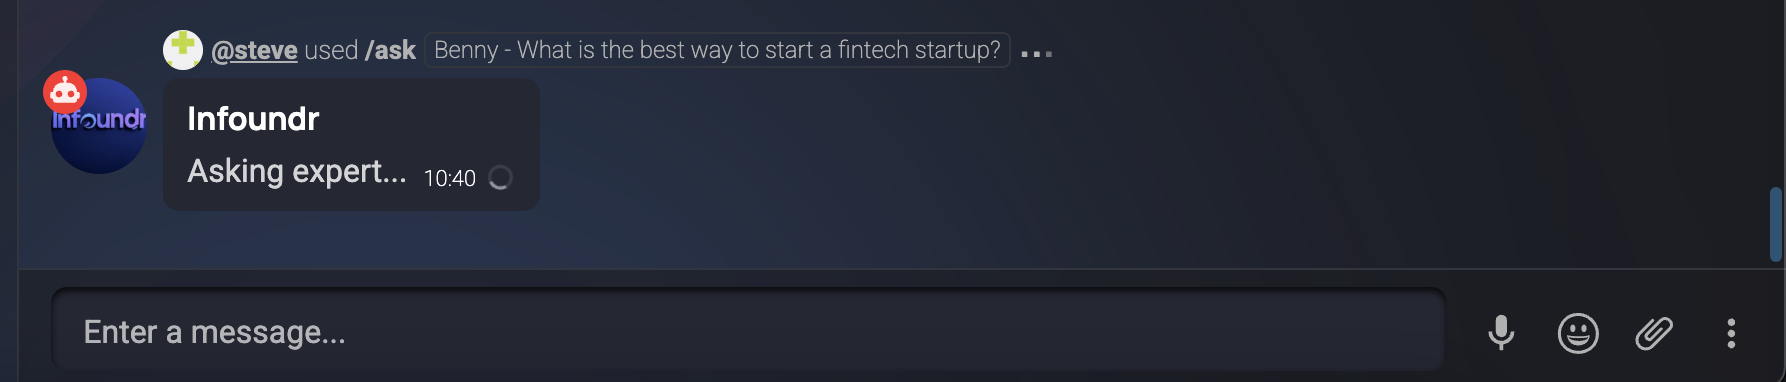 @steve used /ask Benny - What is the best way to start a fintech startup? ...
Infoundr
Infoundr
Asking expert... 10:40
Enter a message...